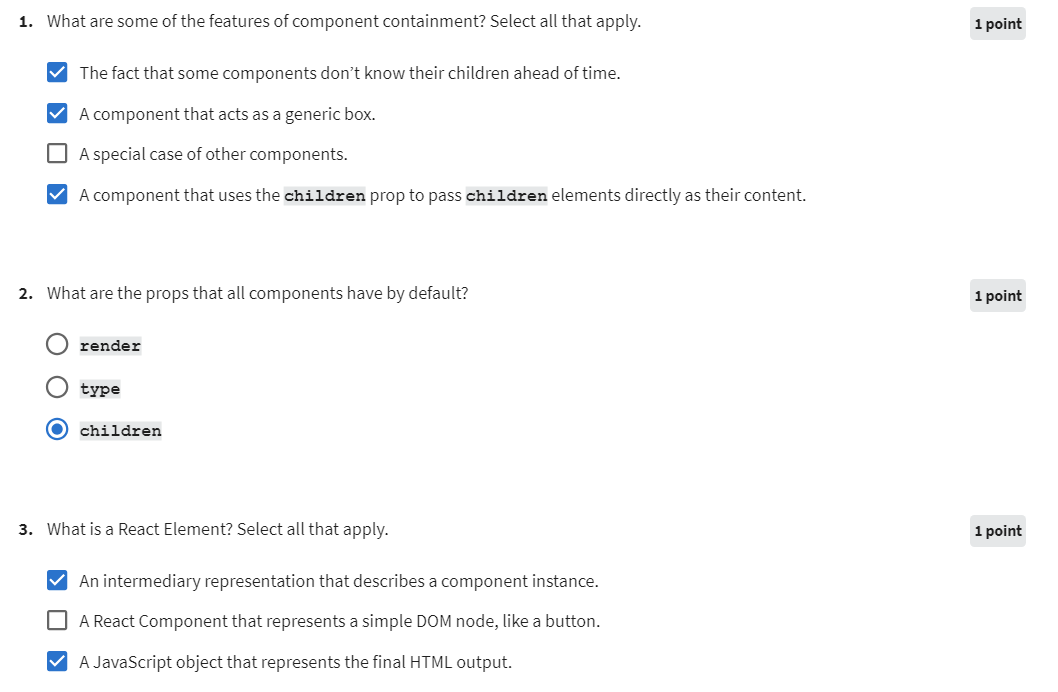 1. What are some of the features of component containment? Select all that apply.
1 point
The fact that some components don’t know their children ahead of time.
A component that acts as a generic box.
A special case of other components.
A component that uses the children prop to pass children elements directly as their content.
2. What are the props that all components have by default?
1 point
render
type
children
3. What is a React Element? Select all that apply.
1 point
An intermediary representation that describes a component instance.
A React Component that represents a simple DOM node, like a button.
A JavaScript object that represents the final HTML output.